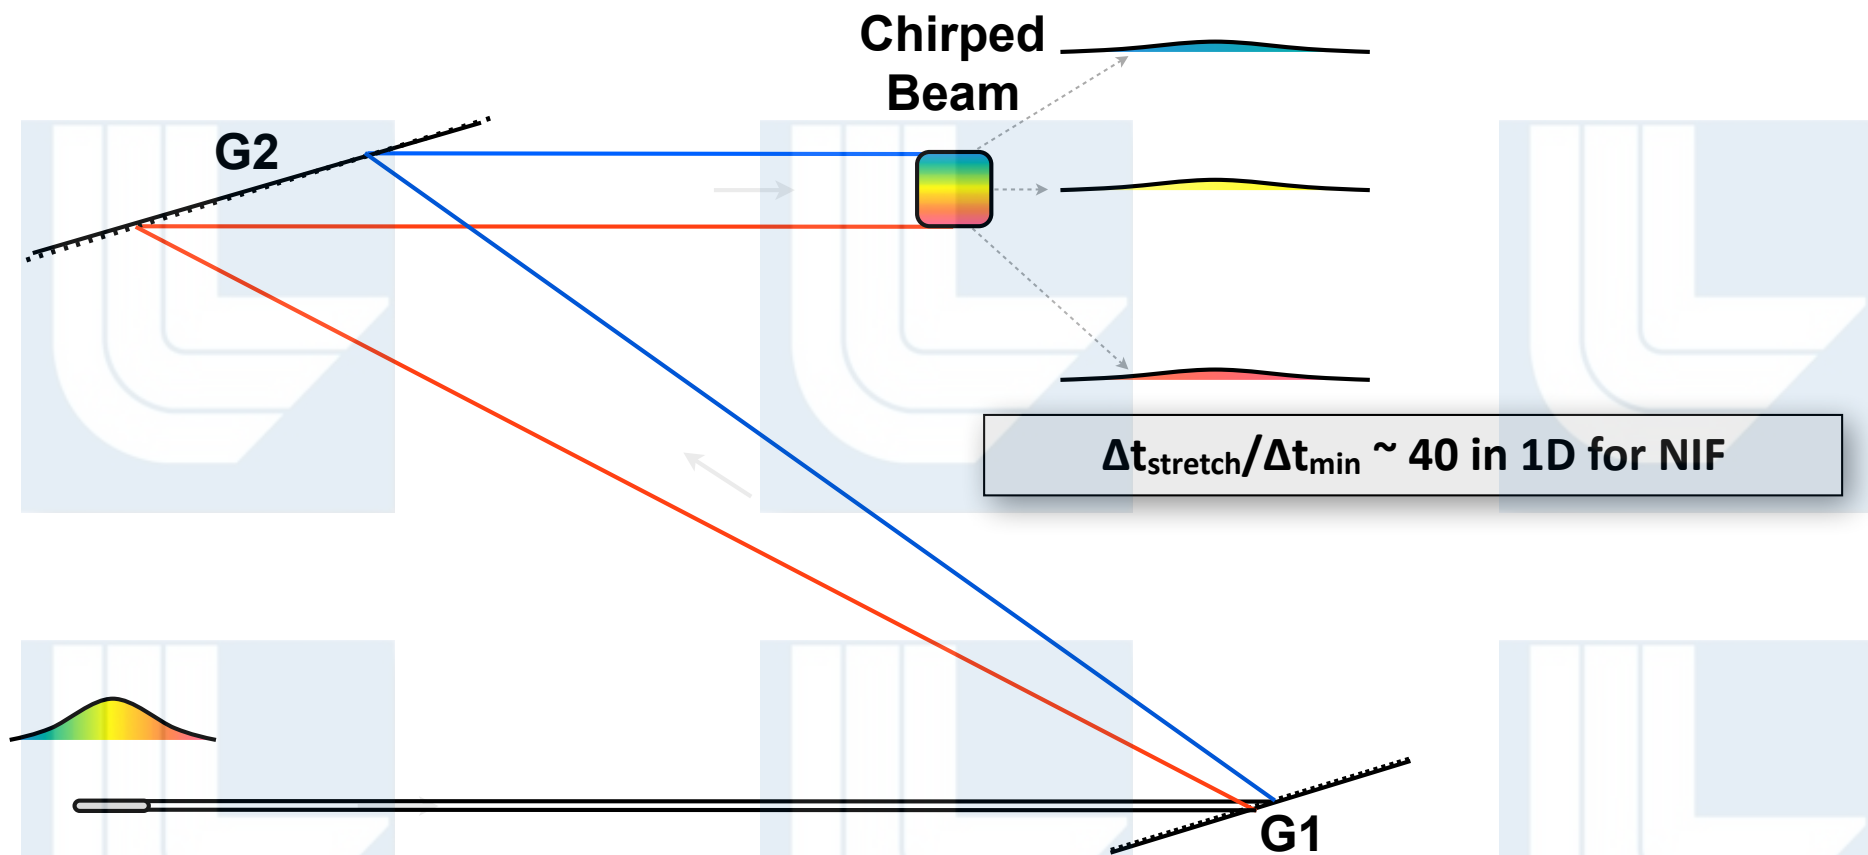 Chirped
Beam
G2
Δtstretch/Δtmin ~ 40 in 1D for NIF
G1